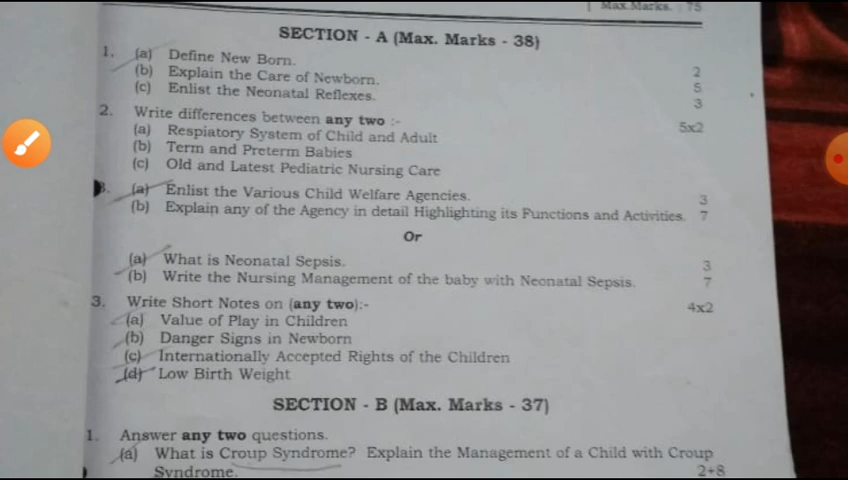 Max Marks. 75
SECTION - A (Max. Marks - 38)
1. (a) Define New Born. 2
(b) Explain the Care of Newborn. 5
(c) Enlist the Neonatal Reflexes. 3
2. Write differences between any two :- 5x2
(a) Respiatory System of Child and Adult
(b) Term and Preterm Babies
(c) Old and Latest Pediatric Nursing Care
3. (a) Enlist the Various Child Welfare Agencies. 3
(b) Explain any of the Agency in detail Highlighting its Functions and Activities. 7
Or
(a) What is Neonatal Sepsis. 3
(b) Write the Nursing Management of the baby with Neonatal Sepsis. 7
3. Write Short Notes on (any two):- 4x2
(a) Value of Play in Children
(b) Danger Signs in Newborn
(c) Internationally Accepted Rights of the Children
(d) Low Birth Weight
SECTION - B (Max. Marks - 37)
1. Answer any two questions.
(a) What is Croup Syndrome? Explain the Management of a Child with Croup
Syndrome. 2+8